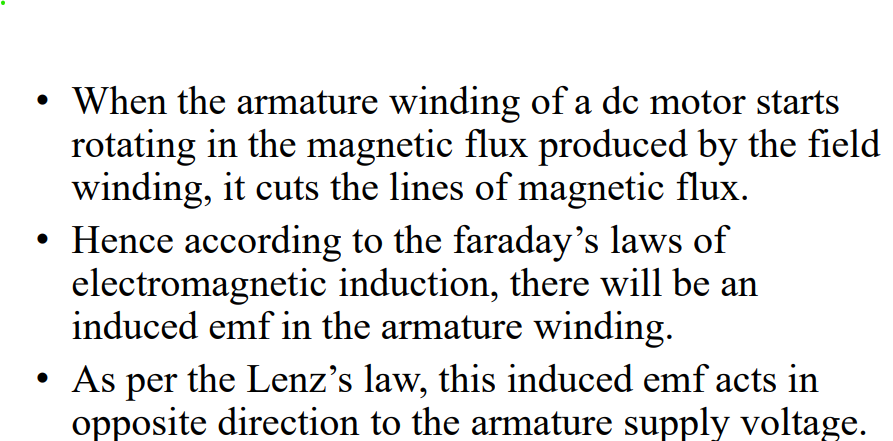 • When the armature winding of a dc motor starts
rotating in the magnetic flux produced by the field
winding, it cuts the lines of magnetic flux.
• Hence according to the faraday’s laws of
electromagnetic induction, there will be an
induced emf in the armature winding.
• As per the Lenz’s law, this induced emf acts in
opposite direction to the armature supply voltage.